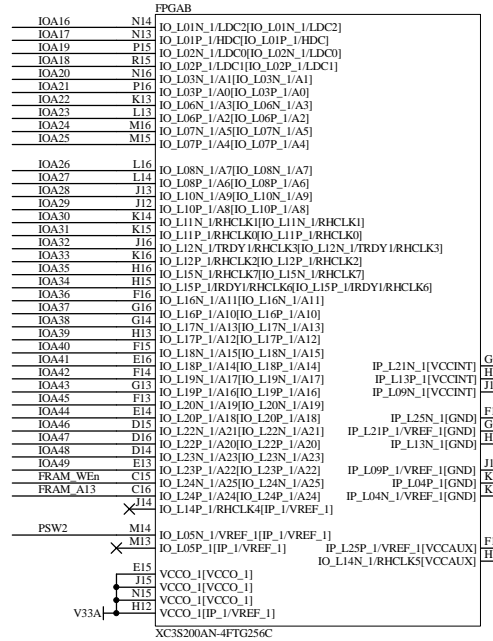 FPGAB
IOA16 N14 IO_L01N_1/LDC2[IO_L01N_1/LDC2]
IOA17 N13 IO_L01P_1/HDC[IO_L01P_1/HDC]
IOA19 P15 IO_L02N_1/LDC0[IO_L02N_1/LDC0]
IOA18 R15 IO_L02P_1/LDC1[IO_L02P_1/LDC1]
IOA20 N16 IO_L03N_1/A1[IO_L03N_1/A1]
IOA21 P16 IO_L03P_1/A0[IO_L03P_1/A0]
IOA22 K13 IO_L06N_1/A3[IO_L06N_1/A3]
IOA23 L13 IO_L06P_1/A2[IO_L06P_1/A2]
IOA24 M16 IO_L07N_1/A5[IO_L07N_1/A5]
IOA25 M15 IO_L07P_1/A4[IO_L07P_1/A4]
IOA26 L16 IO_L08N_1/A7[IO_L08N_1/A7]
IOA27 L14 IO_L08P_1/A6[IO_L08P_1/A6]
IOA28 J13 IO_L10N_1/A9[IO_L10N_1/A9]
IOA29 J12 IO_L10P_1/A8[IO_L10P_1/A8]
IOA30 K14 IO_L11N_1/RHCLK1[IO_L11N_1/RHCLK1]
IOA31 K15 IO_L11P_1/RHCLK0[IO_L11P_1/RHCLK0]
IOA32 J16 IO_L12N_1/TRDY1/RHCLK3[IO_L12N_1/TRDY1/RHCLK3]
IOA33 K16 IO_L12P_1/RHCLK2[IO_L12P_1/RHCLK2]
IOA35 H16 IO_L15N_1/RHCLK7[IO_L15N_1/RHCLK7]
IOA34 H15 IO_L15P_1/IRDY1/RHCLK6[IO_L15P_1/IRDY1/RHCLK6]
IOA36 F16 IO_L16N_1/A11[IO_L16N_1/A11]
IOA37 G16 IO_L16P_1/A10[IO_L16P_1/A10]
IOA38 G14 IO_L17N_1/A13[IO_L17N_1/A13]
IOA39 H13 IO_L17P_1/A12[IO_L17P_1/A12]
IOA40 F15 IO_L18N_1/A15[IO_L18N_1/A15]
IOA41 E16 IO_L18P_1/A14[IO_L18P_1/A14] IP_L21N_1[VCCINT]
IOA42 F14 IO_L19N_1/A17[IO_L19N_1/A17] IP_L13P_1[VCCINT]
IOA43 G13 IO_L19P_1/A16[IO_L19P_1/A16] IP_L09N_1[VCCINT]
IOA45 F13 IO_L20N_1/A19[IO_L20N_1/A19]
IOA44 E14 IO_L20P_1/A18[IO_L20P_1/A18] IP_L25N_1[GND]
IOA46 D15 IO_L22N_1/A21[IO_L22N_1/A21] IP_L21P_1/VREF_1[GND]
IOA47 D16 IO_L22P_1/A20[IO_L22P_1/A20] IP_L13N_1[GND]
IOA48 D14 IO_L23N_1/A23[IO_L23N_1/A23]
IOA49 E13 IO_L23P_1/A22[IO_L23P_1/A22] IP_L09P_1/VREF_1[GND]
FRAM_WEn C15 IO_L24N_1/A25[IO_L24N_1/A25] IP_L04P_1[GND]
FRAM_A13 C16 IO_L24P_1/A24[IO_L24P_1/A24] IP_L04N_1/VREF_1[GND]
J14 IO_L14P_1/RHCLK4[IP_1/VREF_1]
PSW2 M14 IO_L05N_1/VREF_1[IP_1/VREF_1]
M13 IO_L05P_1[IP_1/VREF_1] IP_L25P_1/VREF_1[VCCAUX]
IO_L14N_1/RHCLK5[VCCAUX]
E15 VCCO_1[VCCO_1]
J15 VCCO_1[VCCO_1]
N15 VCCO_1[VCCO_1]
V33A H12 VCCO_1[IP_1/VREF_1]
XC3S200AN-4FTG256C